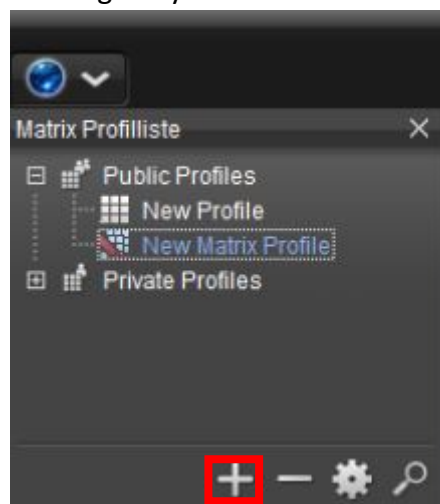 Matrix Profilliste
Public Profiles
New Profile
New Matrix Profile
Private Profiles